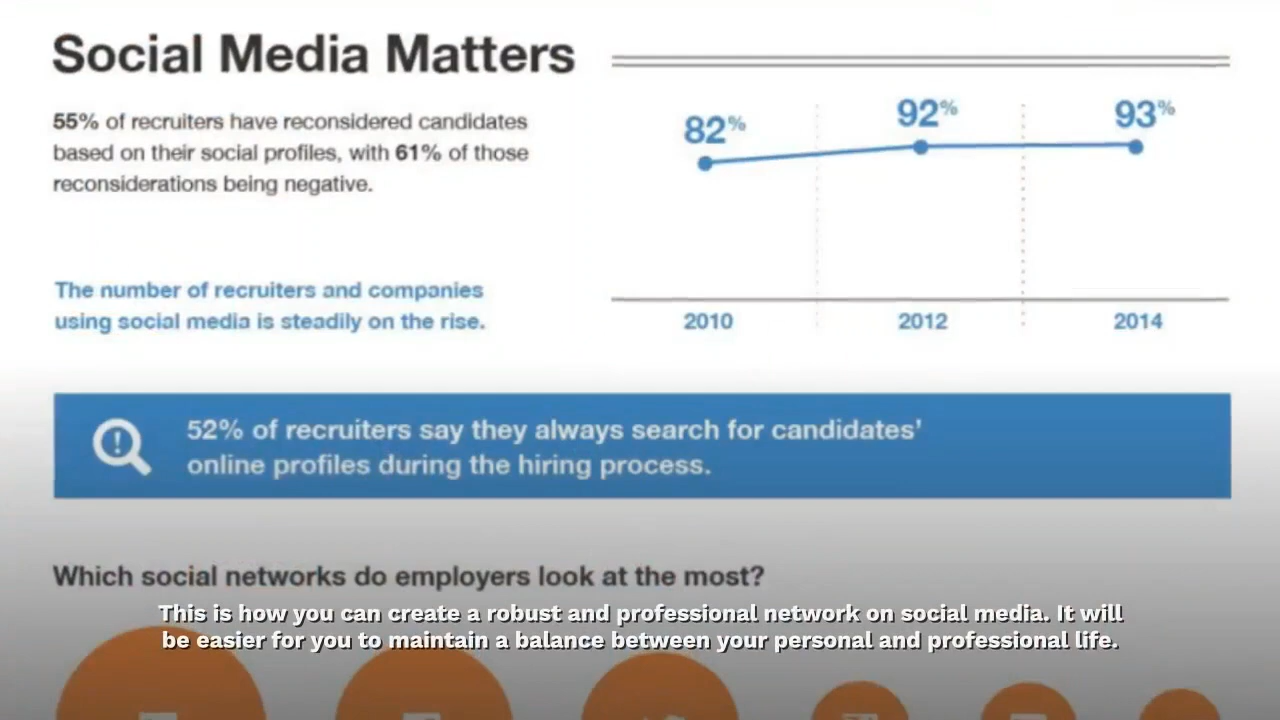 Social Media Matters
55% of recruiters have reconsidered candidates
based on their social profiles, with 61% of those
reconsiderations being negative.
The number of recruiters and companies
using social media is steadily on the rise.
82%
92%
93%
2010
2012
2014
52% of recruiters say they always search for candidates'
online profiles during the hiring process.
Which social networks do employers look at the most?
This is how you can create a robust and professional network on social media. It will
be easier for you to maintain a balance between your personal and professional life.